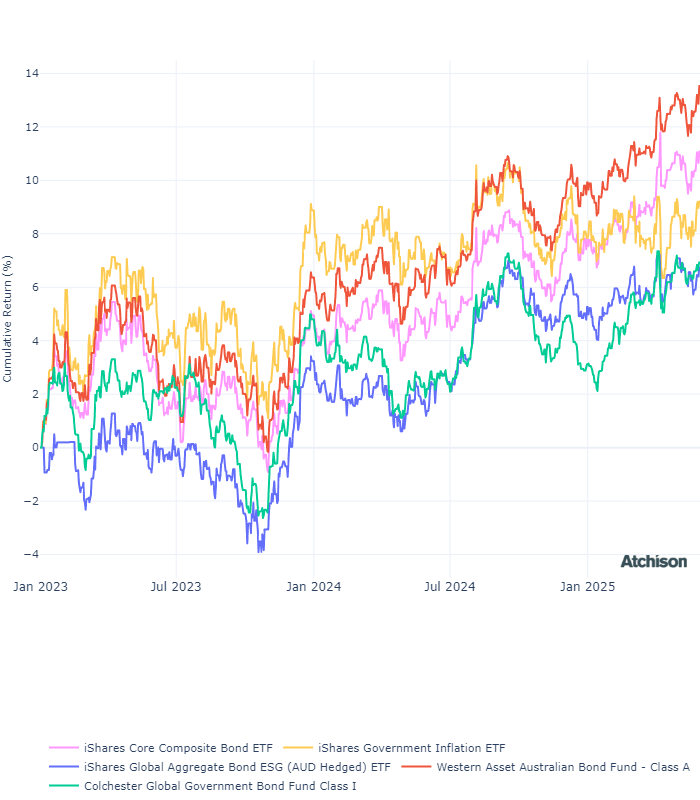 14
12
10
8
6
4
2
0
−2
−4
Cumulative Return (%)
Jan 2023 Jul 2023 Jan 2024 Jul 2024 Jan 2025
Atchison
iShares Core Composite Bond ETF iShares Government Inflation ETF
iShares Global Aggregate Bond ESG (AUD Hedged) ETF Western Asset Australian Bond Fund - Class A
Colchester Global Government Bond Fund Class I